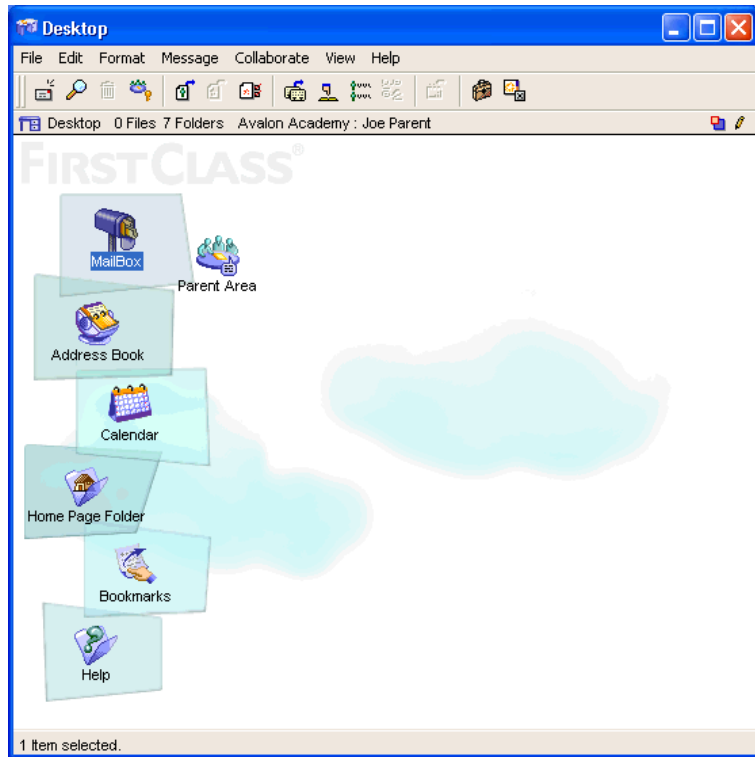 Desktop
File Edit Format Message Collaborate View Help
Desktop 0 Files 7 Folders Avalon Academy : Joe Parent
FIRSTCLASS®
MailBox
Parent Area
Address Book
Calendar
Home Page Folder
Bookmarks
Help
1 Item selected.